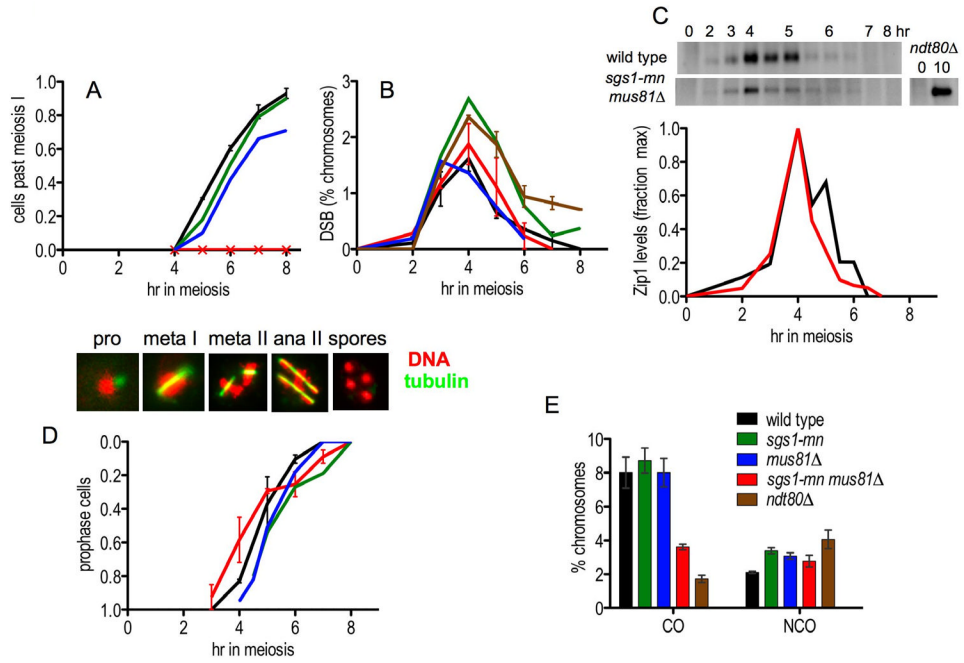 A
cells past meiosis I
1.0
0.8
0.6
0.4
0.2
0.0
0 2 4 6 8
hr in meiosis
B
DSB (% chromosomes)
3
2
1
0
0 2 4 6 8
hr in meiosis
C
0 2 3 4 5 6 7 8 hr
wild type
sgs1-mn
mus81Δ
ndt80Δ
0 10
Zip1 levels (fraction max)
1.0
0.8
0.6
0.4
0.2
0.0
0 2 4 6 8
hr in meiosis
pro meta I meta II ana II spores
DNA
tubulin
D
prophase cells
0.0
0.2
0.4
0.6
0.8
1.0
0 2 4 6 8
hr in meiosis
E
% chromosomes
10
8
6
4
2
0
CO NCO
wild type
sgs1-mn
mus81Δ
sgs1-mn mus81Δ
ndt80Δ